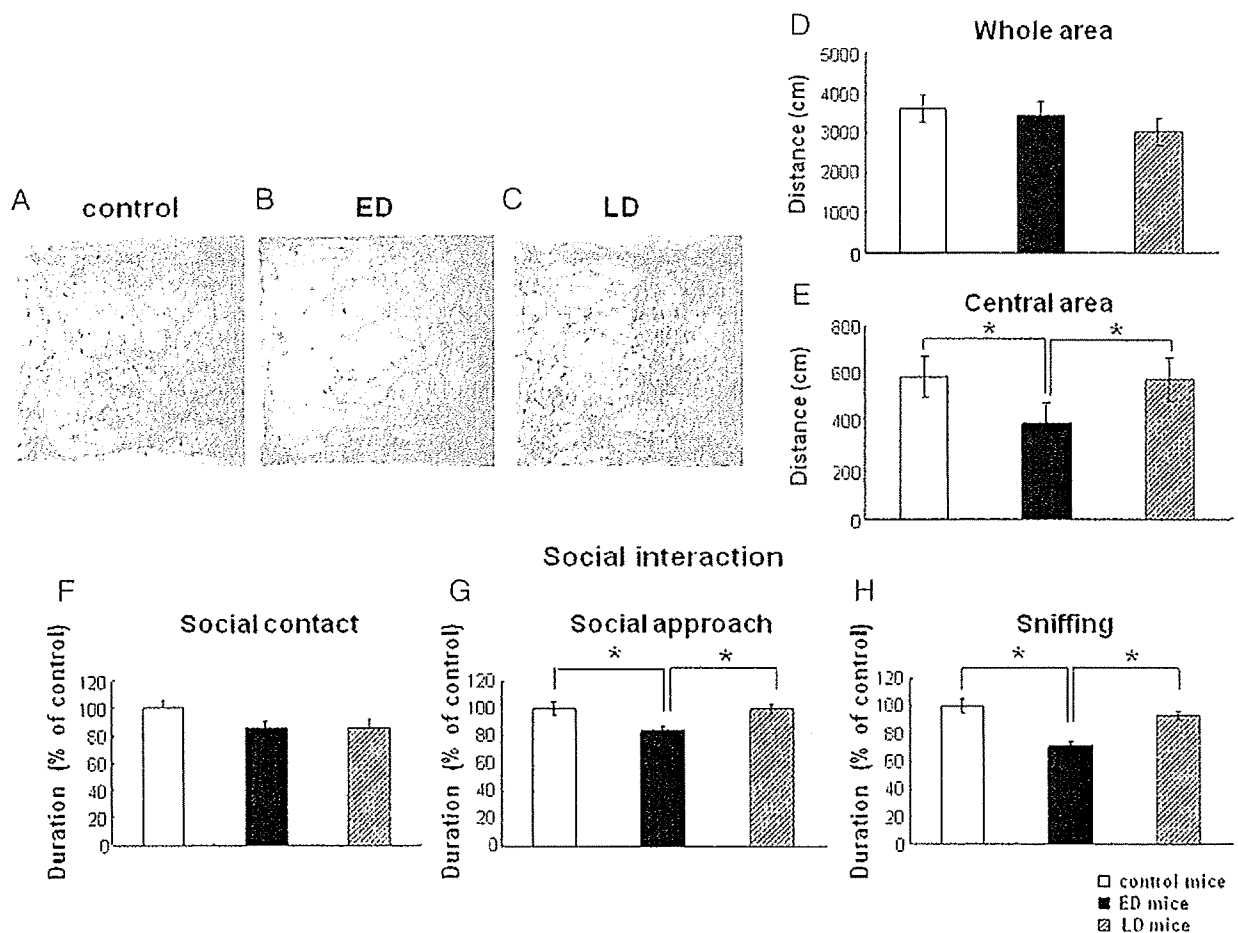 D Whole area
5000
4000
3000
2000
1000
0
Distance (cm)
A control
B ED
C LD
E Central area
800
600
400
200
0
Distance (cm)
* *
Social interaction
F Social contact
120
100
80
60
40
20
0
Duration (% of control)
G Social approach
120
100
80
60
40
20
0
Duration (% of control)
* *
H Sniffing
120
100
80
60
40
20
0
Duration (% of control)
* *
control mice
ED mice
LD mice